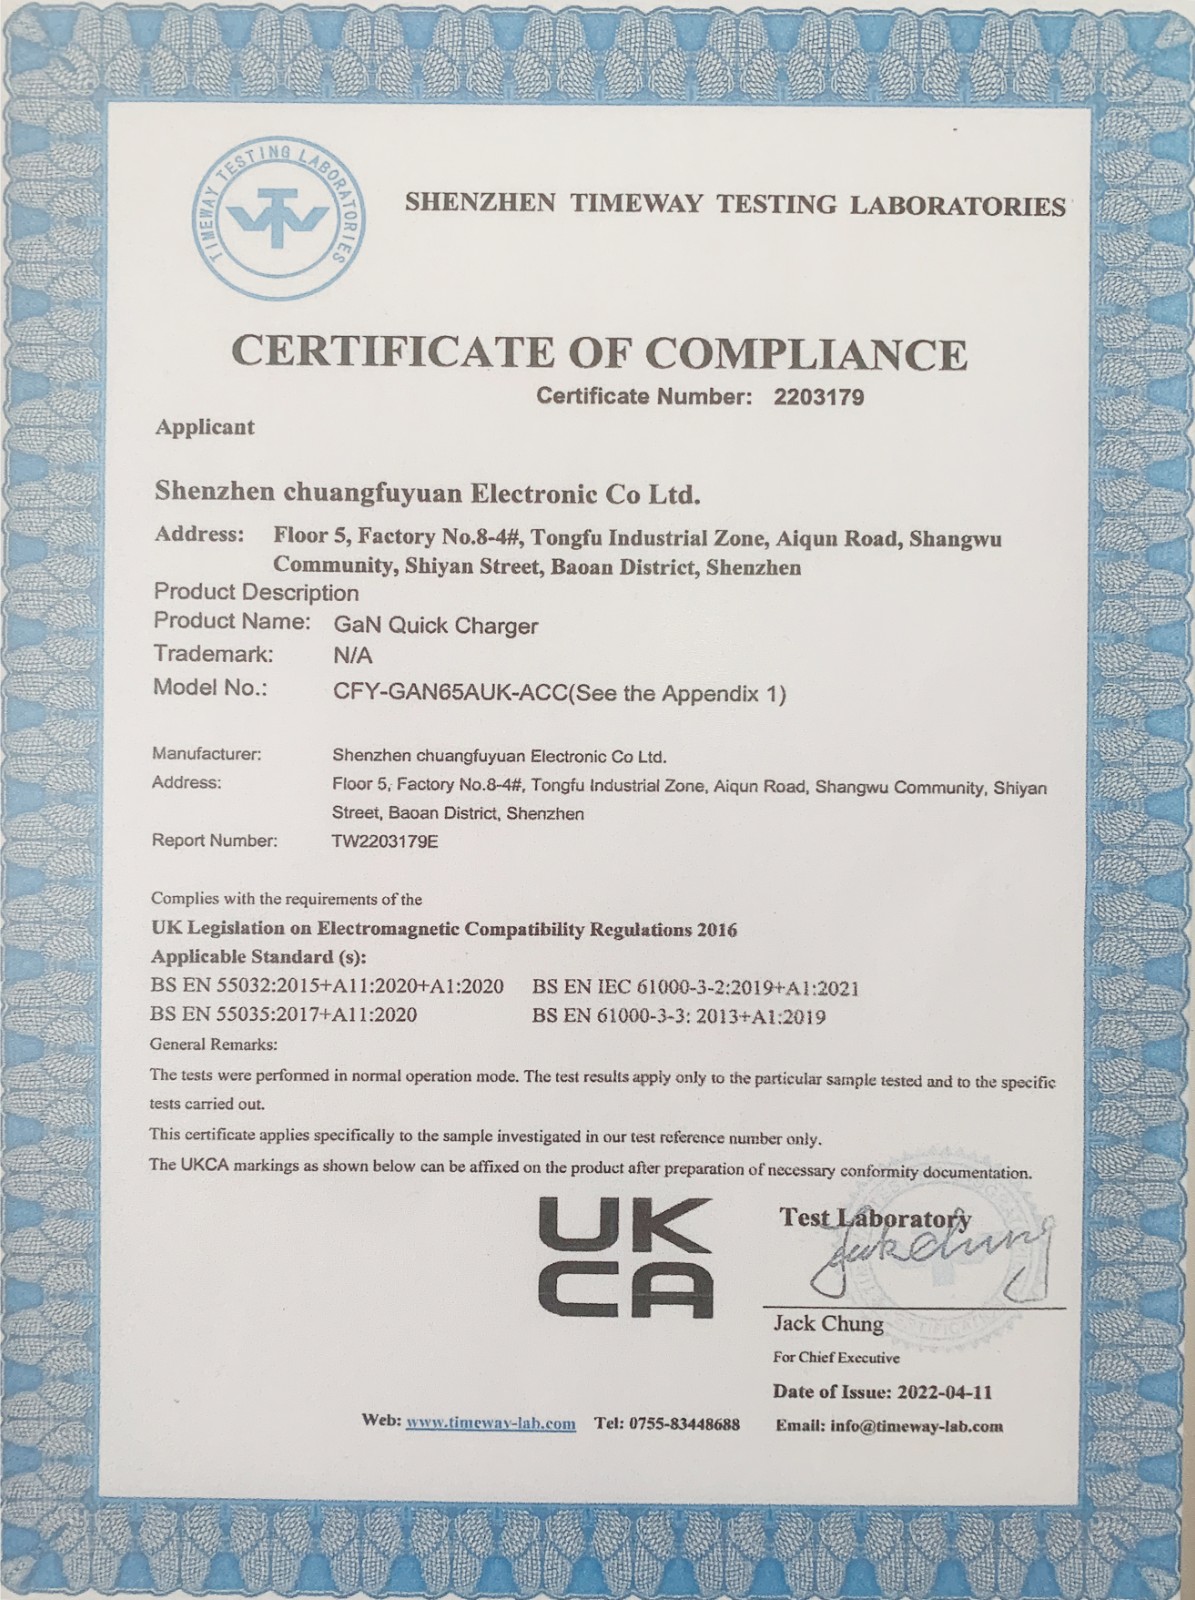 TIMEWAY TESTING LABORATORIES
SHENZHEN TIMEWAY TESTING LABORATORIES
CERTIFICATE OF COMPLIANCE
Certificate Number: 2203179
Applicant
Shenzhen chuangfuyuan Electronic Co Ltd.
Address: Floor 5, Factory No.8-4#, Tongfu Industrial Zone, Aiqun Road, Shangwu
Community, Shiyan Street, Baoan District, Shenzhen
Product Description
Product Name: GaN Quick Charger
Trademark: N/A
Model No.: CFY-GAN65AUK-ACC(See the Appendix 1)
Manufacturer: Shenzhen chuangfuyuan Electronic Co Ltd.
Address: Floor 5, Factory No.8-4#, Tongfu Industrial Zone, Aiqun Road, Shangwu Community, Shiyan
Street, Baoan District, Shenzhen
Report Number: TW2203179E
Complies with the requirements of the
UK Legislation on Electromagnetic Compatibility Regulations 2016
Applicable Standard (s):
BS EN 55032:2015+A11:2020+A1:2020 BS EN IEC 61000-3-2:2019+A1:2021
BS EN 55035:2017+A11:2020 BS EN 61000-3-3: 2013+A1:2019
General Remarks:
The tests were performed in normal operation mode. The test results apply only to the particular sample tested and to the specific
tests carried out.
This certificate applies specifically to the sample investigated in our test reference number only.
The UKCA markings as shown below can be affixed on the product after preparation of necessary conformity documentation.
UK
CA
Test Laboratory
Jack Chung
For Chief Executive
Date of Issue: 2022-04-11
Web: www.timeway-lab.com Tel: 0755-83448688 Email: info@timeway-lab.com